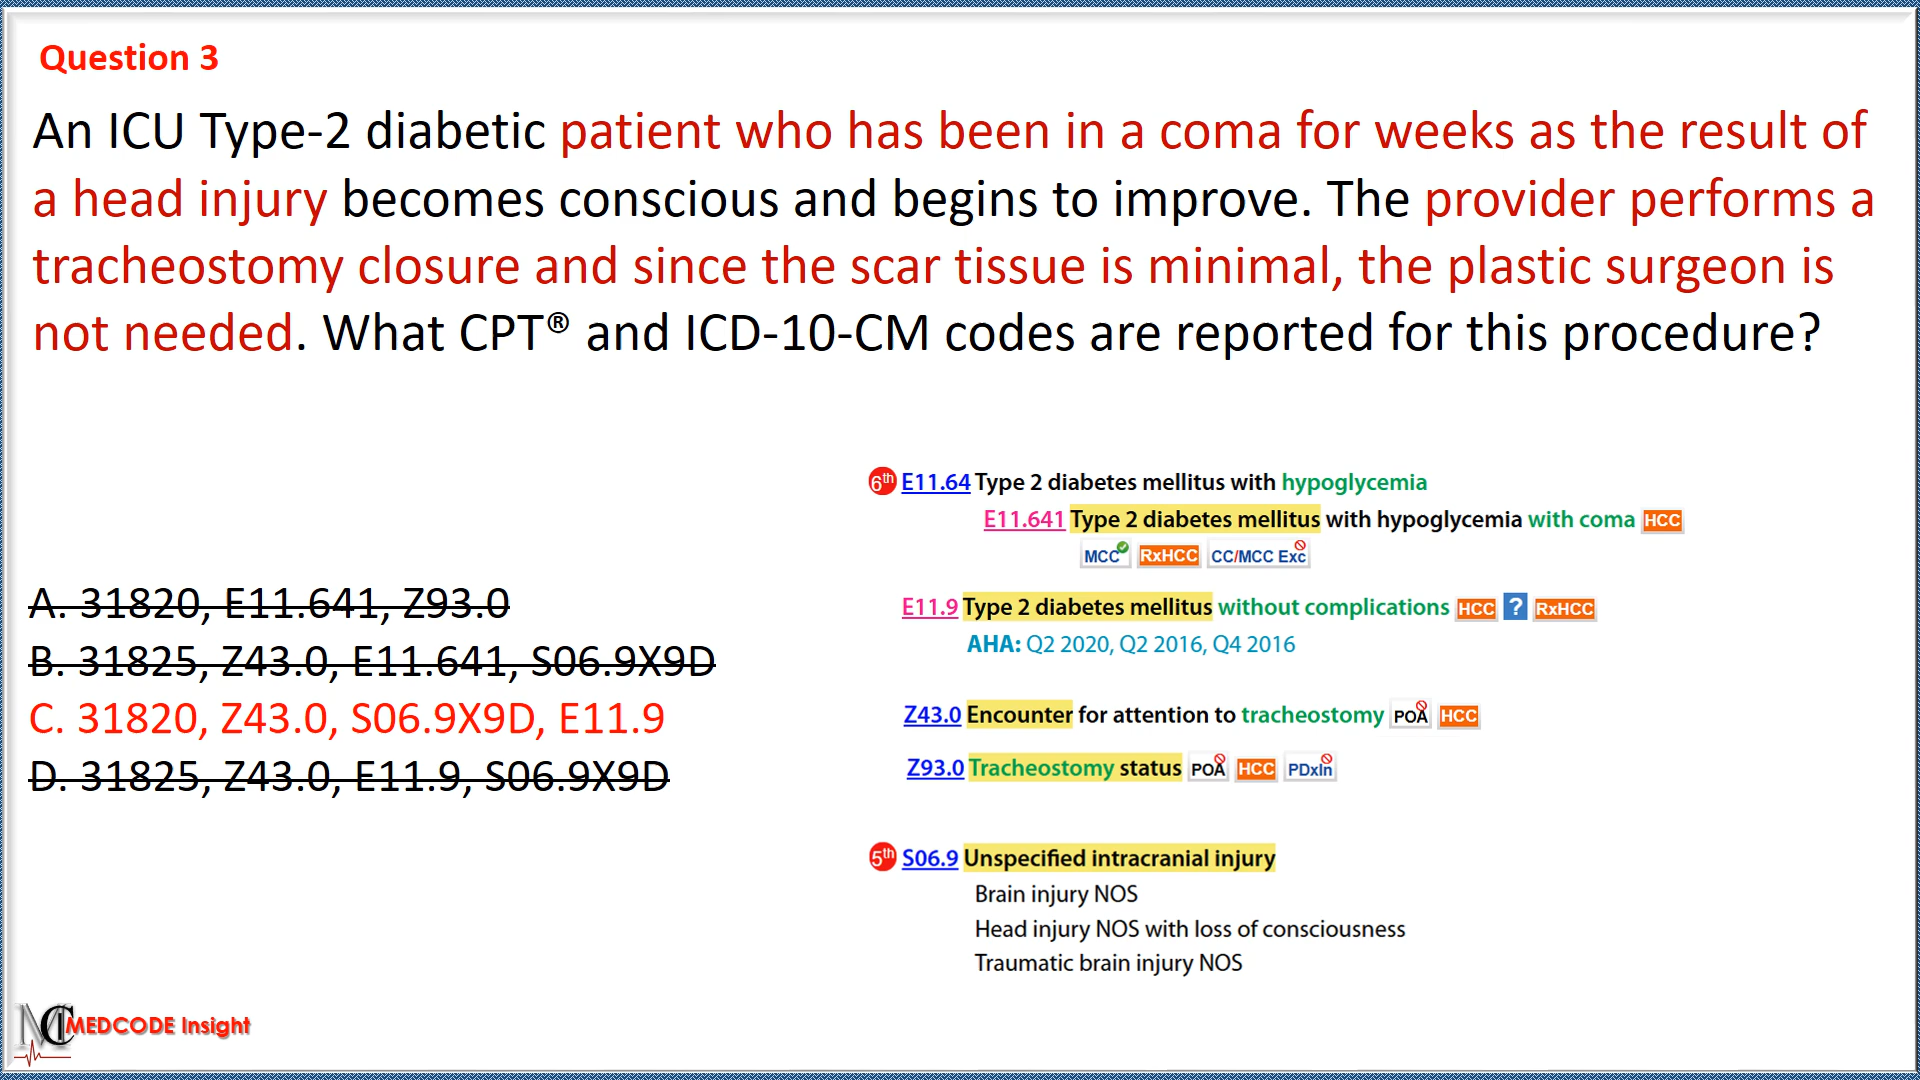 Question 3
An ICU Type-2 diabetic patient who has been in a coma for weeks as the result of
a head injury becomes conscious and begins to improve. The provider performs a
tracheostomy closure and since the scar tissue is minimal, the plastic surgeon is
not needed. What CPT® and ICD-10-CM codes are reported for this procedure?
6th E11.64 Type 2 diabetes mellitus with hypoglycemia
E11.641 Type 2 diabetes mellitus with hypoglycemia with coma HCC
MCC RxHCC CC/MCC Exc
A. 31820, E11.641, Z93.0
B. 31825, Z43.0, E11.641, S06.9X9D
C. 31820, Z43.0, S06.9X9D, E11.9
D. 31825, Z43.0, E11.9, S06.9X9D
E11.9 Type 2 diabetes mellitus without complications HCC ? RxHCC
AHA: Q2 2020, Q2 2016, Q4 2016
Z43.0 Encounter for attention to tracheostomy POA HCC
Z93.0 Tracheostomy status POA HCC PDxIn
5th S06.9 Unspecified intracranial injury
Brain injury NOS
Head injury NOS with loss of consciousness
Traumatic brain injury NOS
MC MEDCODE Insight